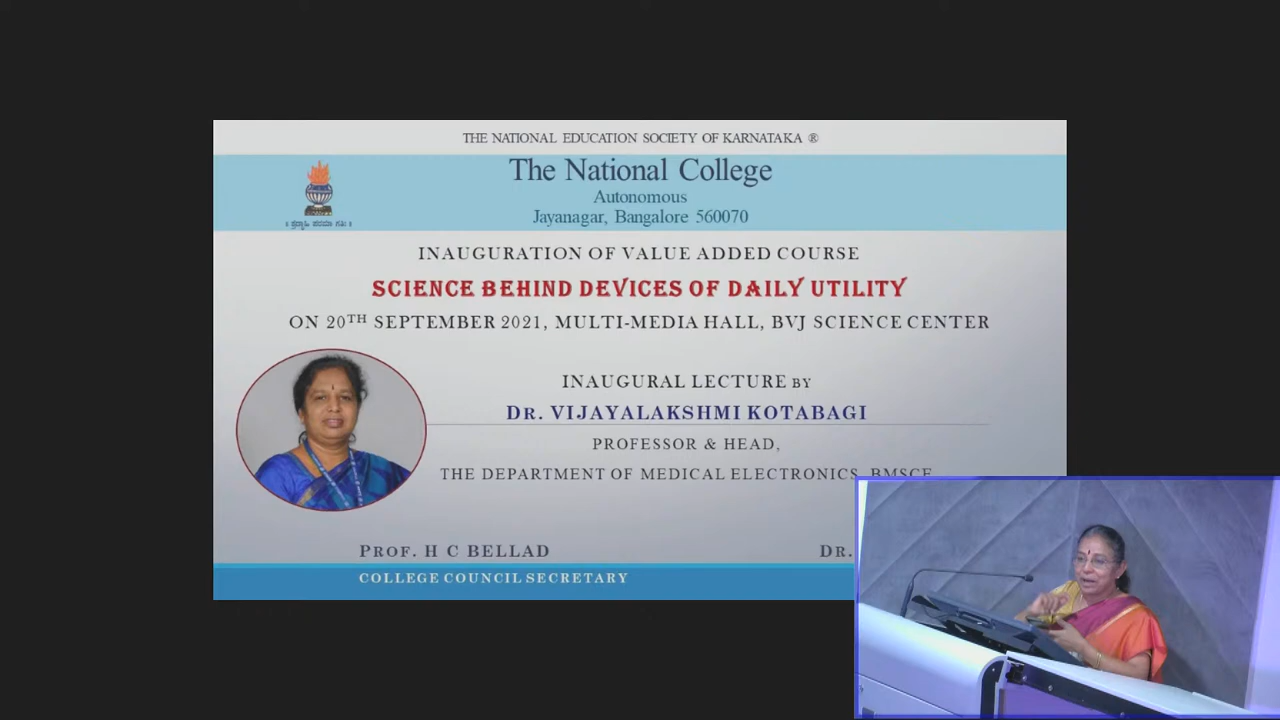 THE NATIONAL EDUCATION SOCIETY OF KARNATAKA ®
The National College
Autonomous
Jayanagar, Bangalore 560070
INAUGURATION OF VALUE ADDED COURSE
SCIENCE BEHIND DEVICES OF DAILY UTILITY
ON 20TH SEPTEMBER 2021, MULTI-MEDIA HALL, BVJ SCIENCE CENTER
INAUGURAL LECTURE BY
DR. VIJAYALAKSHMI KOTABAGI
PROFESSOR & HEAD,
THE DEPARTMENT OF MEDICAL ELECTRONICS, BMSCE
PROF. H C BELLAD
DR.
COLLEGE COUNCIL SECRETARY